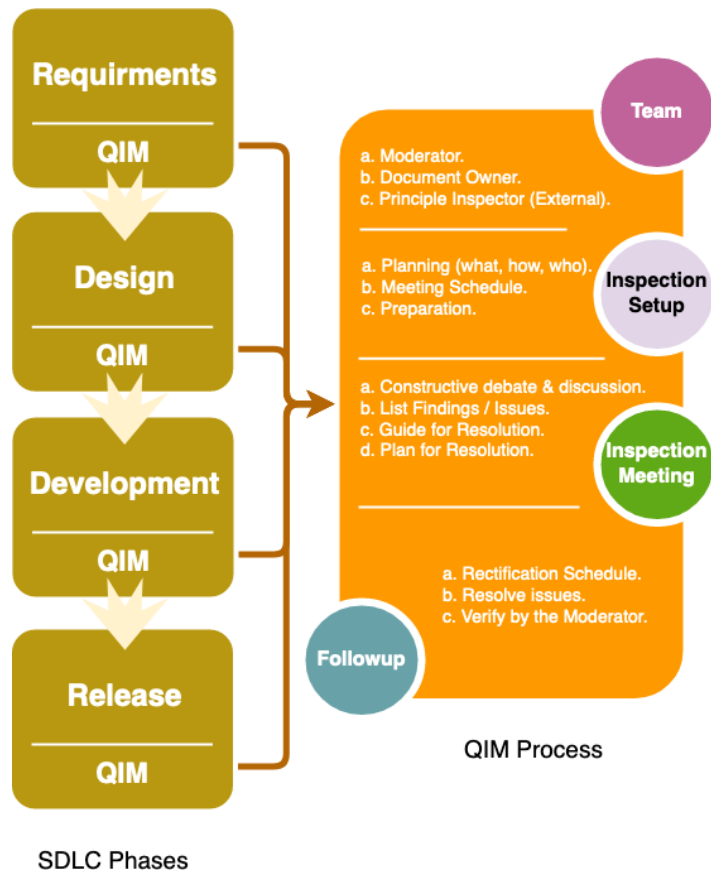 Requirments
QIM
Design
QIM
Development
QIM
Release
QIM
SDLC Phases
Team
a. Moderator.
b. Document Owner.
c. Principle Inspector (External).
Inspection
Setup
a. Planning (what, how, who).
b. Meeting Schedule.
c. Preparation.
Inspection
Meeting
a. Constructive debate & discussion.
b. List Findings / Issues.
c. Guide for Resolution.
d. Plan for Resolution.
Followup
a. Rectification Schedule.
b. Resolve issues.
c. Verify by the Moderator.
QIM Process